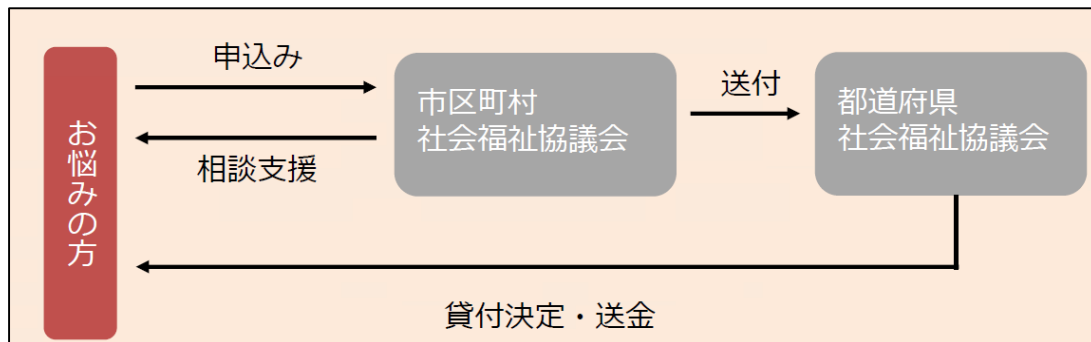 お悩みの方
申込み
相談支援
市区町村
社会福祉協議会
送付
都道府県
社会福祉協議会
貸付決定・送金